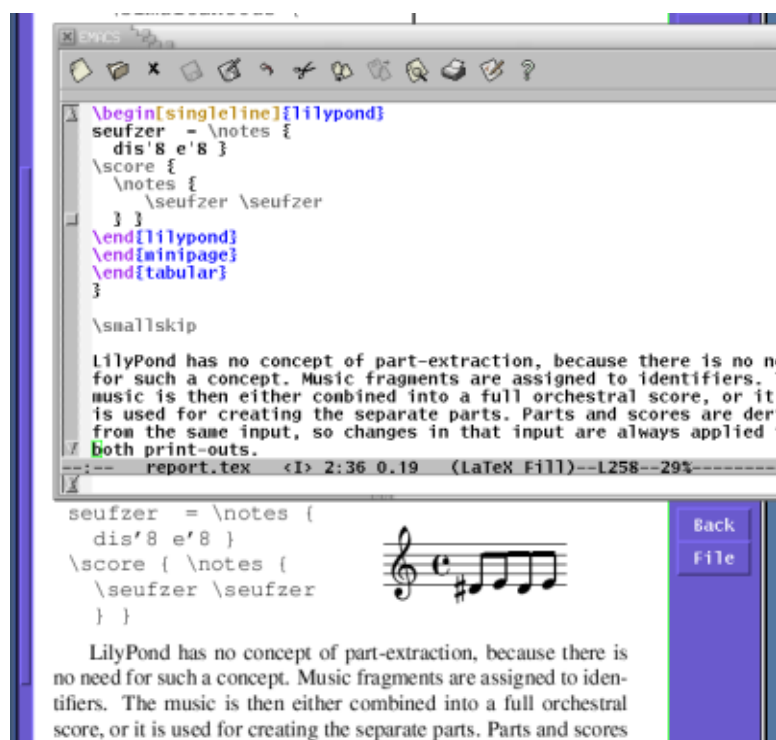 EMACS
\begin[singleline]{lilypond}
seufzer = \notes {
dis'8 e'8 }
\score {
\notes {
\seufzer \seufzer
} }
\end{lilypond}
\end{minipage}
\end{tabular}
}
\smallskip
LilyPond has no concept of part-extraction, because there is no
for such a concept. Music fragments are assigned to identifiers.
music is then either combined into a full orchestral score, or it
is used for creating the separate parts. Parts and scores are der
from the same input, so changes in that input are always applied
both print-outs.
--:-- report.tex <I> 2:36 0.19 (LaTeX Fill)--L258--29%--------
seufzer = \notes {
dis'8 e'8 }
\score { \notes {
\seufzer \seufzer
} }
Back
File
LilyPond has no concept of part-extraction, because there is
no need for such a concept. Music fragments are assigned to iden-
tifiers. The music is then either combined into a full orchestral
score, or it is used for creating the separate parts. Parts and scores